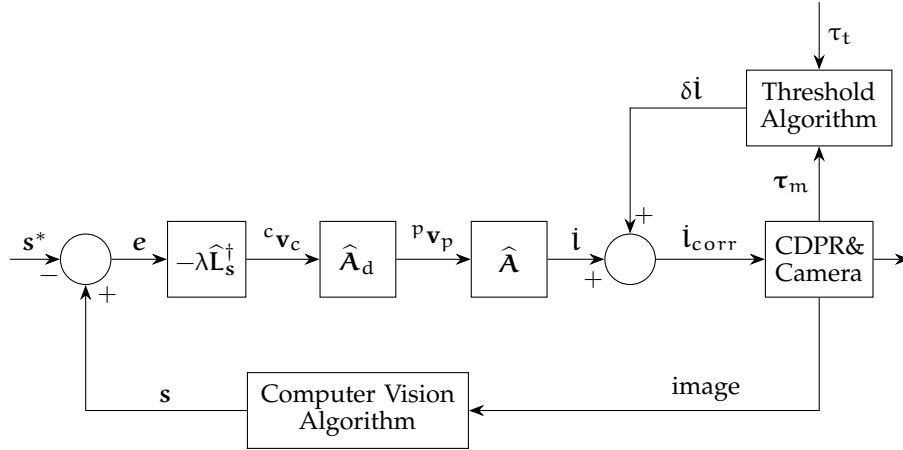 τ_t
δl̇
Threshold
Algorithm
τ_m
+
s*
−
+
e
−λL̂_s^†
^c v_c
Â_d
^p v_p
Â
l̇
+
l̇_corr
CDPR&
Camera
s
Computer Vision
Algorithm
image